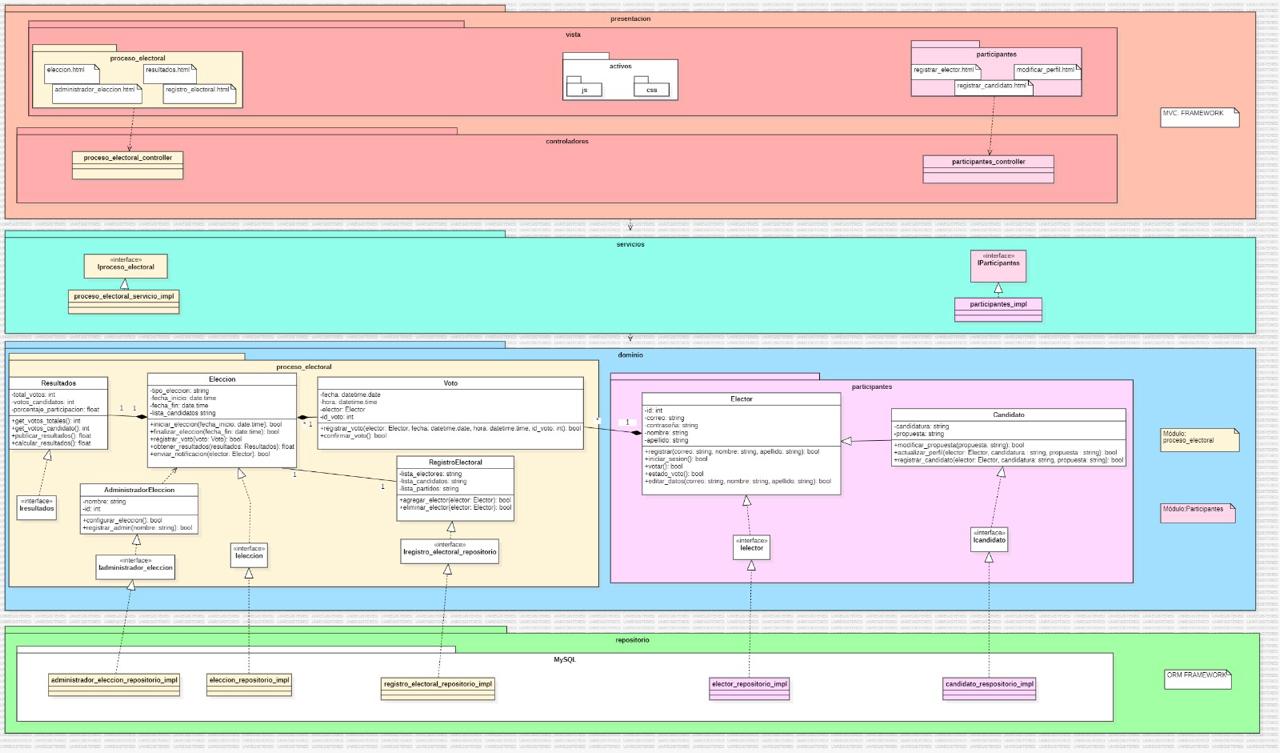 presentacion
vista
proceso_electoral
eleccion.html
resultados.html
administrador_eleccion.html
registro_electoral.html
activos
js
css
participantes
registrar_elector.html
modificar_perfil.html
registrar_candidato.html
MVC: FRAMEWORK
controladores
proceso_electoral_controller
participantes_controller
servicios
«interface»
Iproceso_electoral
proceso_electoral_servicio_impl
«interface»
IParticipantes
participantes_impl
dominio
proceso_electoral
Resultados
-total_votos: int
-votos_candidatos: int
-porcentaje_participacion: float
+get_votos_totales(): int
+get_votos_candidato(): int
+publicar_resultados(): float
+calcular_resultados(): float
1
1
Eleccion
-tipo_eleccion: string
-fecha_inicio: date.time
-fecha_fin: date.time
-lista_candidatos string
+iniciar_eleccion(fecha_inicio: date.time): bool
+finalizar_eleccion(fecha_fin: date.time): bool
+registrar_voto(voto: Voto): bool
+obtener_resultados(resultados: Resultados): float
+enviar_notificacion(elector: Elector): bool
Voto
-fecha: datetime.date
-hora: datetime.time
-elector: Elector
-id_voto: int
+registrar_voto(elector: Elector, fecha: datetime.date, hora: datetime.time, id_voto: int): bool
+confirmar_voto(): bool
1
RegistroElectoral
-lista_electores: string
-lista_candidatos: string
-lista_partidos: string
+agregar_elector(elector: Elector): bool
+eliminar_elector(elector: Elector): bool
1
1
AdministradorEleccion
-nombre: string
-id: int
+configurar_eleccion(): bool
+registrar_admin(nombre: string): bool
«interface»
Iresultados
«interface»
Iadministrador_eleccion
«interface»
Ieleccion
«interface»
Iregistro_electoral_repositorio
participantes
1
Elector
-id: int
-correo: string
-contraseña: string
-nombre: string
-apellido: string
+registrar(correo: string, nombre: string, apellido: string): bool
+iniciar_sesion(): bool
+votar(): bool
+estado_voto(): bool
+editar_datos(correo: string, nombre: string, apellido: string): bool
Candidato
-candidatura: string
-propuesta: string
+modificar_propuesta(propuesta: string): bool
+actualizar_perfil(elector: Elector, candidatura: string, propuesta : string): bool
+registrar_candidato(elector: Elector, candidatura: string, propuesta: string): bool
«interface»
Ielector
«interface»
Icandidato
Módulo:
proceso_electoral
Módulo:Participantes
repositorio
MySQL
administrador_eleccion_repositorio_impl
eleccion_repositorio_impl
registro_electoral_repositorio_impl
elector_repositorio_impl
candidato_respositorio_impl
ORM FRAMEWORK